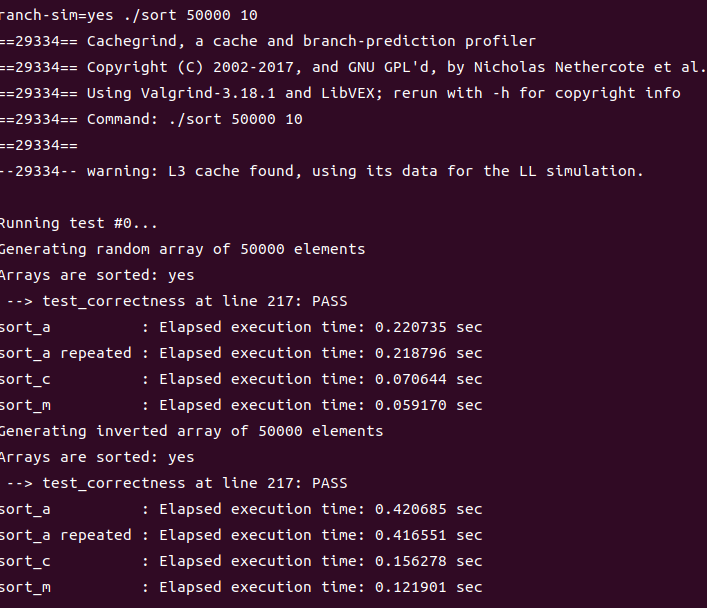 ranch-sim=yes ./sort 50000 10
==29334== Cachegrind, a cache and branch-prediction profiler
==29334== Copyright (C) 2002-2017, and GNU GPL'd, by Nicholas Nethercote et al.
==29334== Using Valgrind-3.18.1 and LibVEX; rerun with -h for copyright info
==29334== Command: ./sort 50000 10
==29334==
--29334-- warning: L3 cache found, using its data for the LL simulation.
Running test #0...
Generating random array of 50000 elements
Arrays are sorted: yes
--> test_correctness at line 217: PASS
sort_a : Elapsed execution time: 0.220735 sec
sort_a repeated : Elapsed execution time: 0.218796 sec
sort_c : Elapsed execution time: 0.070644 sec
sort_m : Elapsed execution time: 0.059170 sec
Generating inverted array of 50000 elements
Arrays are sorted: yes
--> test_correctness at line 217: PASS
sort_a : Elapsed execution time: 0.420685 sec
sort_a repeated : Elapsed execution time: 0.416551 sec
sort_c : Elapsed execution time: 0.156278 sec
sort_m : Elapsed execution time: 0.121901 sec